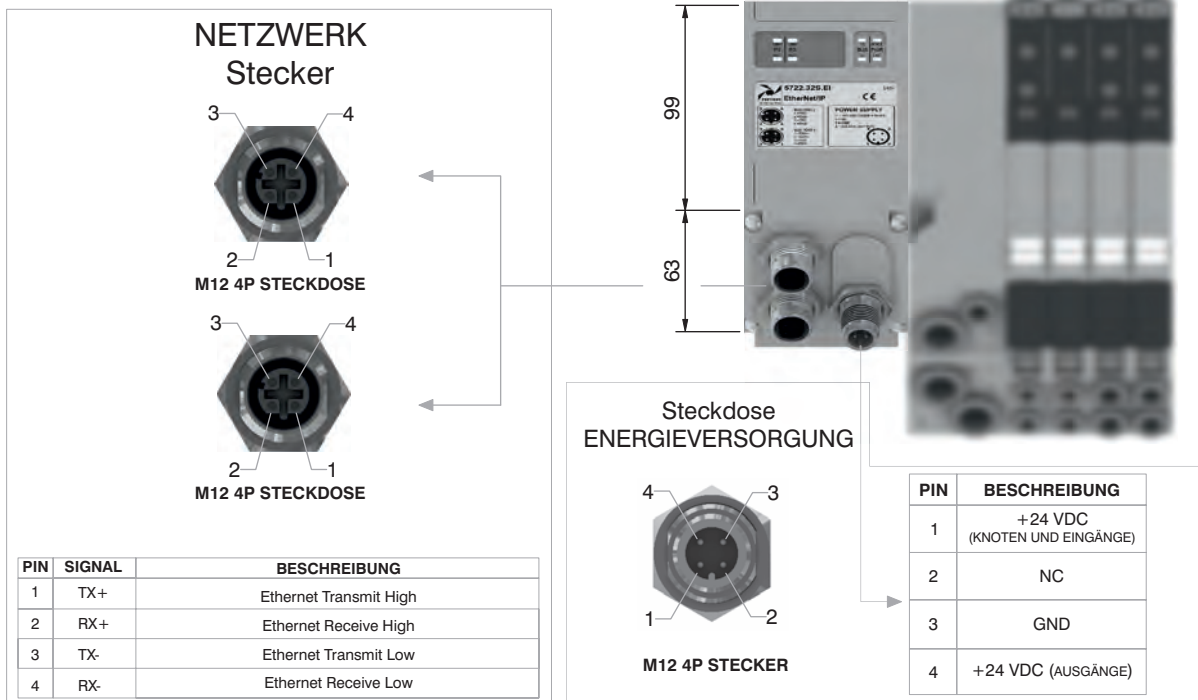 NETZWERK
Stecker
3
4
2
1
M12 4P STECKDOSE
3
4
2
1
M12 4P STECKDOSE
PIN SIGNAL BESCHREIBUNG
1 TX+ Ethernet Transmit High
2 RX+ Ethernet Receive High
3 TX- Ethernet Transmit Low
4 RX- Ethernet Receive Low
99
63
5722.32S.EI
EtherNet/IP
CE
POWER SUPPLY
Steckdose
ENERGIEVERSORGUNG
4
3
1
2
M12 4P STECKER
PIN BESCHREIBUNG
1 +24 VDC
(KNOTEN UND EINGÄNGE)
2 NC
3 GND
4 +24 VDC (AUSGÄNGE)